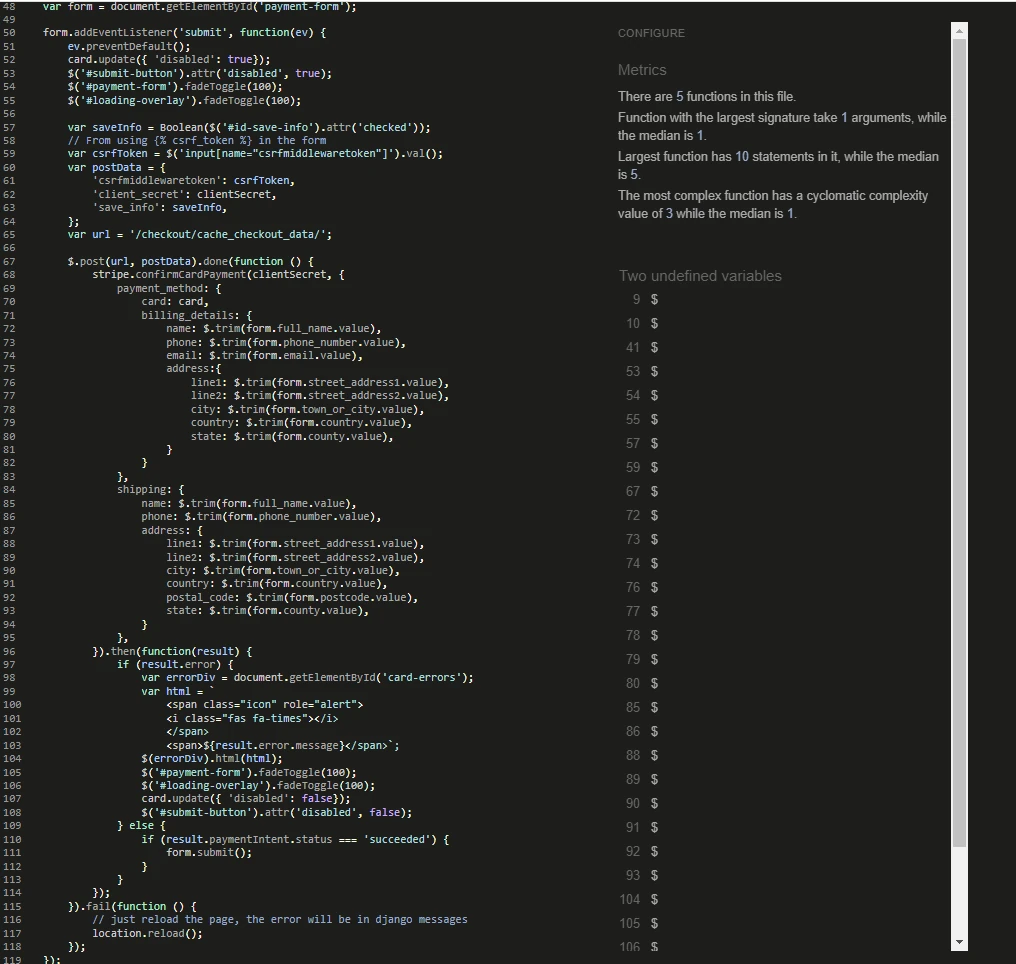 48 var form = document.getElementById('payment-form');
49
50 form.addEventListener('submit', function(ev) {
51     ev.preventDefault();
52     card.update({ 'disabled': true});
53     $('#submit-button').attr('disabled', true);
54     $('#payment-form').fadeToggle(100);
55     $('#loading-overlay').fadeToggle(100);
56
57     var saveInfo = Boolean($('#id-save-info').attr('checked'));
58     // From using {% csrf_token %} in the form
59     var csrfToken = $('input[name="csrfmiddlewaretoken"]').val();
60     var postData = {
61         'csrfmiddlewaretoken': csrfToken,
62         'client_secret': clientSecret,
63         'save_info': saveInfo,
64     };
65     var url = '/checkout/cache_checkout_data/';
66
67     $.post(url, postData).done(function () {
68         stripe.confirmCardPayment(clientSecret, {
69             payment_method: {
70                 card: card,
71                 billing_details: {
72                     name: $.trim(form.full_name.value),
73                     phone: $.trim(form.phone_number.value),
74                     email: $.trim(form.email.value),
75                     address:{
76                         line1: $.trim(form.street_address1.value),
77                         line2: $.trim(form.street_address2.value),
78                         city: $.trim(form.town_or_city.value),
79                         country: $.trim(form.country.value),
80                         state: $.trim(form.county.value),
81                     }
82                 }
83             },
84             shipping: {
85                 name: $.trim(form.full_name.value),
86                 phone: $.trim(form.phone_number.value),
87                 address: {
88                     line1: $.trim(form.street_address1.value),
89                     line2: $.trim(form.street_address2.value),
90                     city: $.trim(form.town_or_city.value),
91                     country: $.trim(form.country.value),
92                     postal_code: $.trim(form.postcode.value),
93                     state: $.trim(form.county.value),
94                 }
95             },
96         }).then(function(result) {
97             if (result.error) {
98                 var errorDiv = document.getElementById('card-errors');
99                 var html = `
100                     <span class="icon" role="alert">
101                     <i class="fas fa-times"></i>
102                     </span>
103                     <span>${result.error.message}</span>`;
104                 $(errorDiv).html(html);
105                 $('#payment-form').fadeToggle(100);
106                 $('#loading-overlay').fadeToggle(100);
107                 card.update({ 'disabled': false});
108                 $('#submit-button').attr('disabled', false);
109             } else {
110                 if (result.paymentIntent.status === 'succeeded') {
111                     form.submit();
112                 }
113             }
114         });
115     }).fail(function () {
116         // just reload the page, the error will be in django messages
117         location.reload();
118     });
119 });
CONFIGURE
Metrics
There are 5 functions in this file.
Function with the largest signature take 1 arguments, while
the median is 1.
Largest function has 10 statements in it, while the median
is 5.
The most complex function has a cyclomatic complexity
value of 3 while the median is 1.
Two undefined variables
9 $
10 $
41 $
53 $
54 $
55 $
57 $
59 $
67 $
72 $
73 $
74 $
76 $
77 $
78 $
79 $
80 $
85 $
86 $
88 $
89 $
90 $
91 $
92 $
93 $
104 $
105 $
106 $